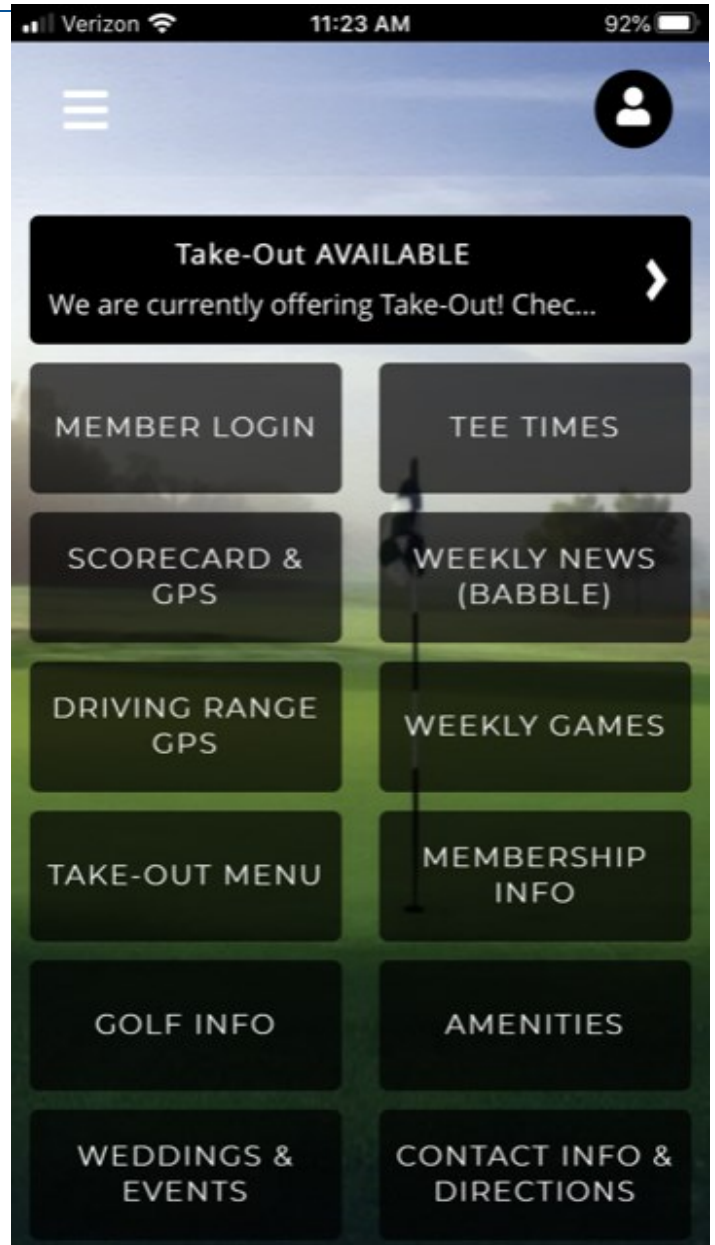 Verizon 11:23 AM 92%
Take-Out AVAILABLE
We are currently offering Take-Out! Chec...
MEMBER LOGIN
TEE TIMES
SCORECARD &
GPS
WEEKLY NEWS
(BABBLE)
DRIVING RANGE
GPS
WEEKLY GAMES
TAKE-OUT MENU
MEMBERSHIP
INFO
GOLF INFO
AMENITIES
WEDDINGS &
EVENTS
CONTACT INFO &
DIRECTIONS